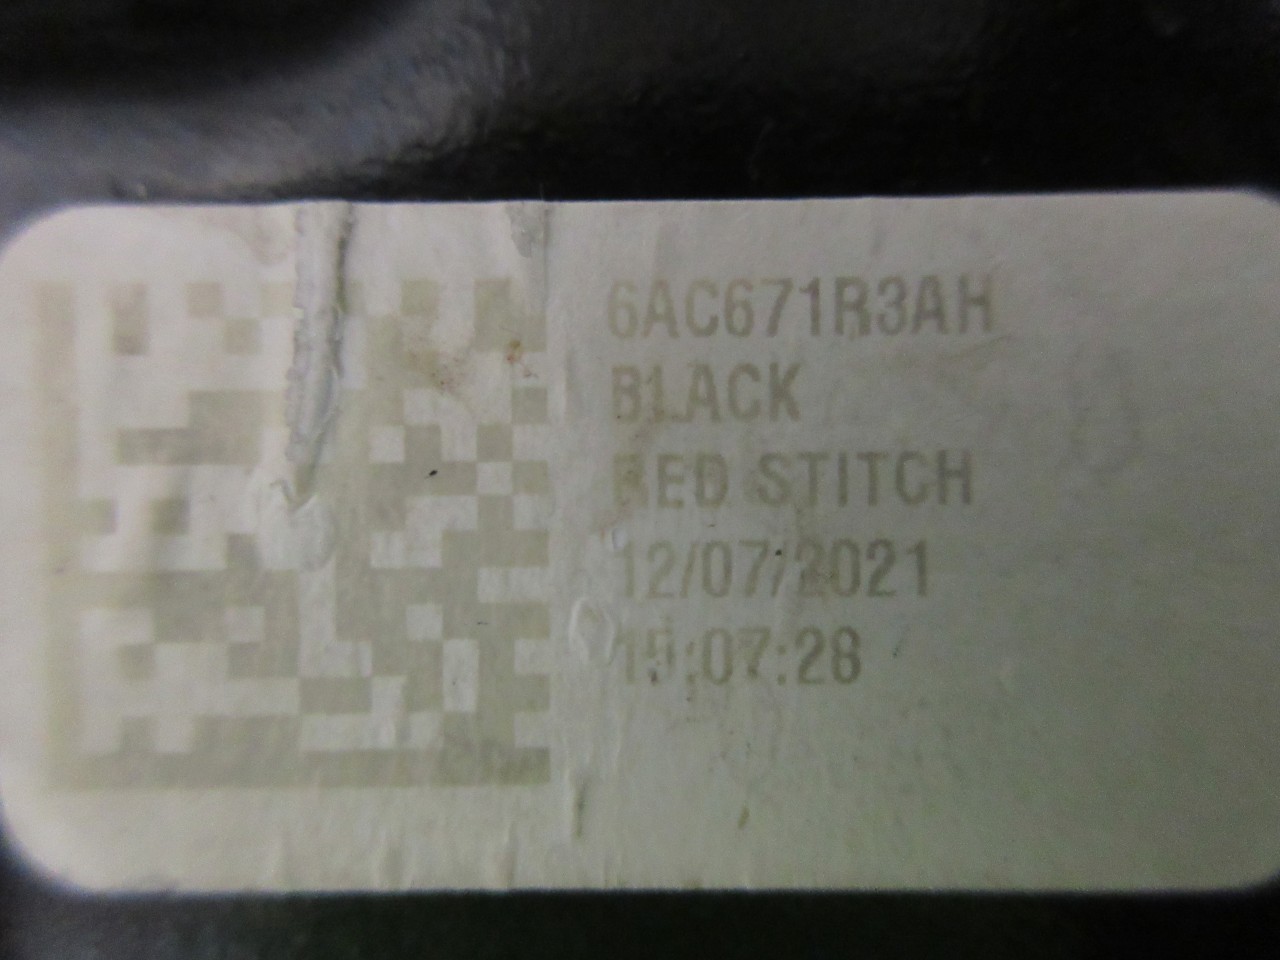 6AC671R3AH
BLACK
RED STITCH
12/07/2021
15:07:28